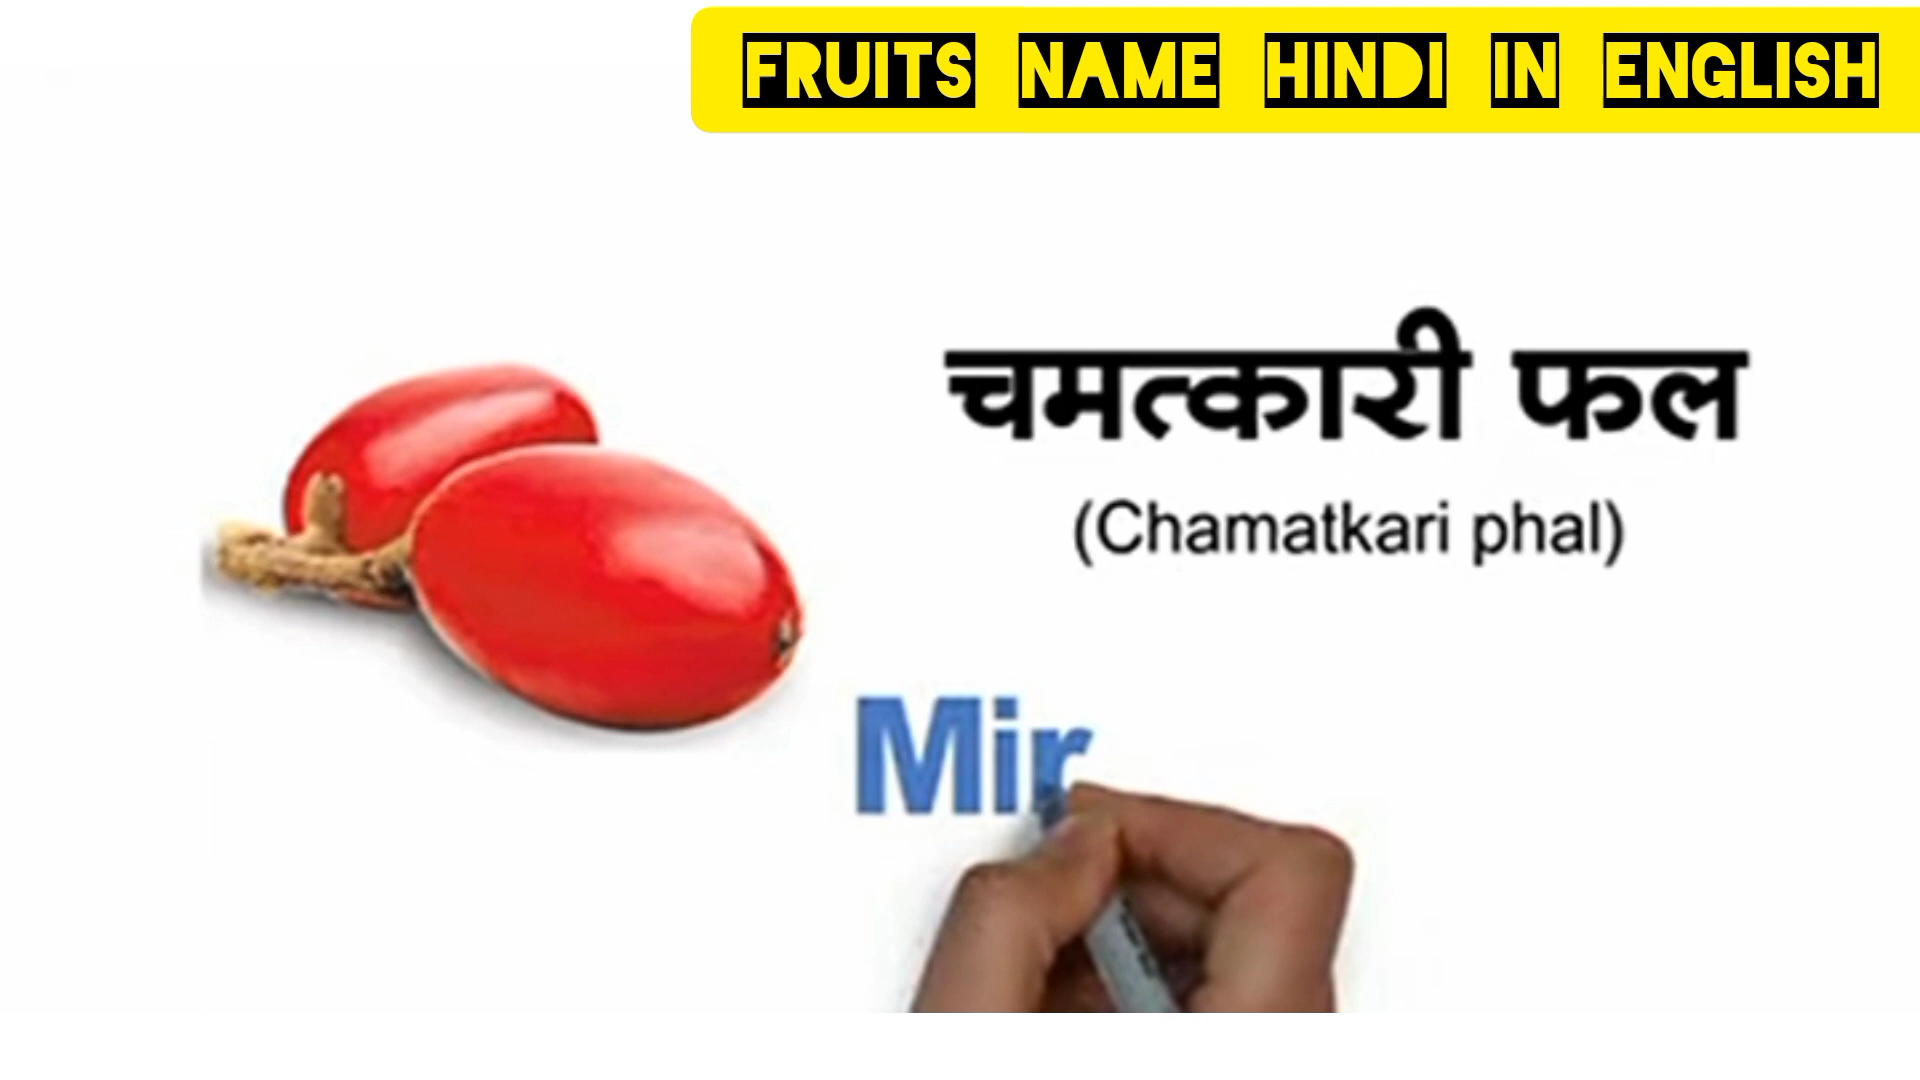 FRUITS NAME HINDI IN ENGLISH
चमत्कारी फल
(Chamatkari phal)
Mir